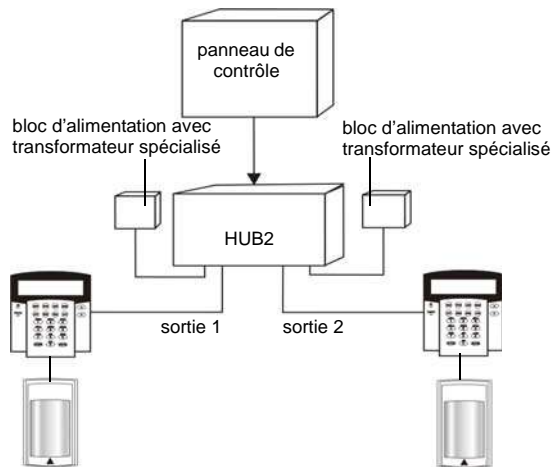 panneau de
contrôle
bloc d'alimentation avec
transformateur spécialisé
bloc d'alimentation avec
transformateur spécialisé
HUB2
sortie 1
sortie 2